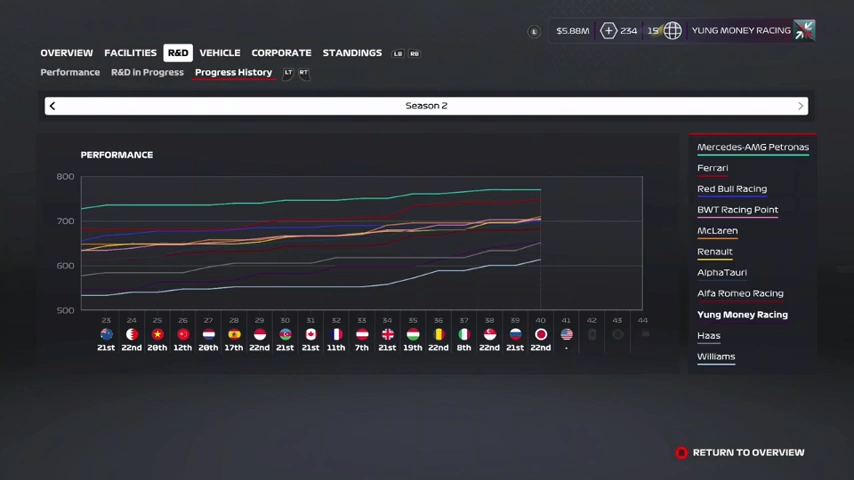 $5.88M 234 15 YUNG MONEY RACING
OVERVIEW FACILITIES R&D VEHICLE CORPORATE STANDINGS LB RB
Performance R&D in Progress Progress History LT RT
Season 2
PERFORMANCE
800
700
600
500
23 24 25 26 27 28 29 30 31 32 33 34 35 36 37 38 39 40 41 42 43 44
21st 22nd 20th 12th 20th 17th 22nd 21st 21st 11th 7th 21st 19th 22nd 8th 22nd 21st 22nd -
Mercedes-AMG Petronas
Ferrari
Red Bull Racing
BWT Racing Point
McLaren
Renault
AlphaTauri
Alfa Romeo Racing
Yung Money Racing
Haas
Williams
RETURN TO OVERVIEW